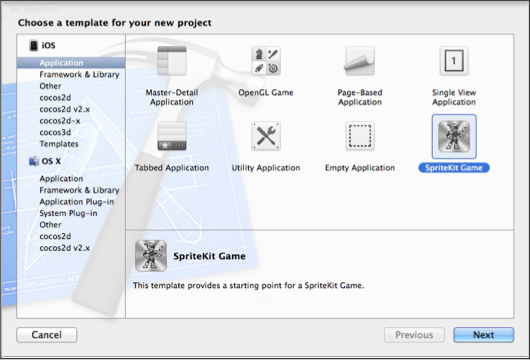 Choose a template for your new project
iOS
Application
Framework & Library
Other
cocos2d
cocos2d v2.x
cocos2d-x
cocos3d
Templates
OS X
Application
Framework & Library
Application Plug-in
System Plug-in
Other
cocos2d
cocos2d v2.x
Master-Detail
Application
OpenGL Game
Page-Based
Application
1
Single View
Application
Tabbed Application
Utility Application
Empty Application
SpriteKit Game
SpriteKit Game
This template provides a starting point for a SpriteKit Game.
Cancel
Previous
Next